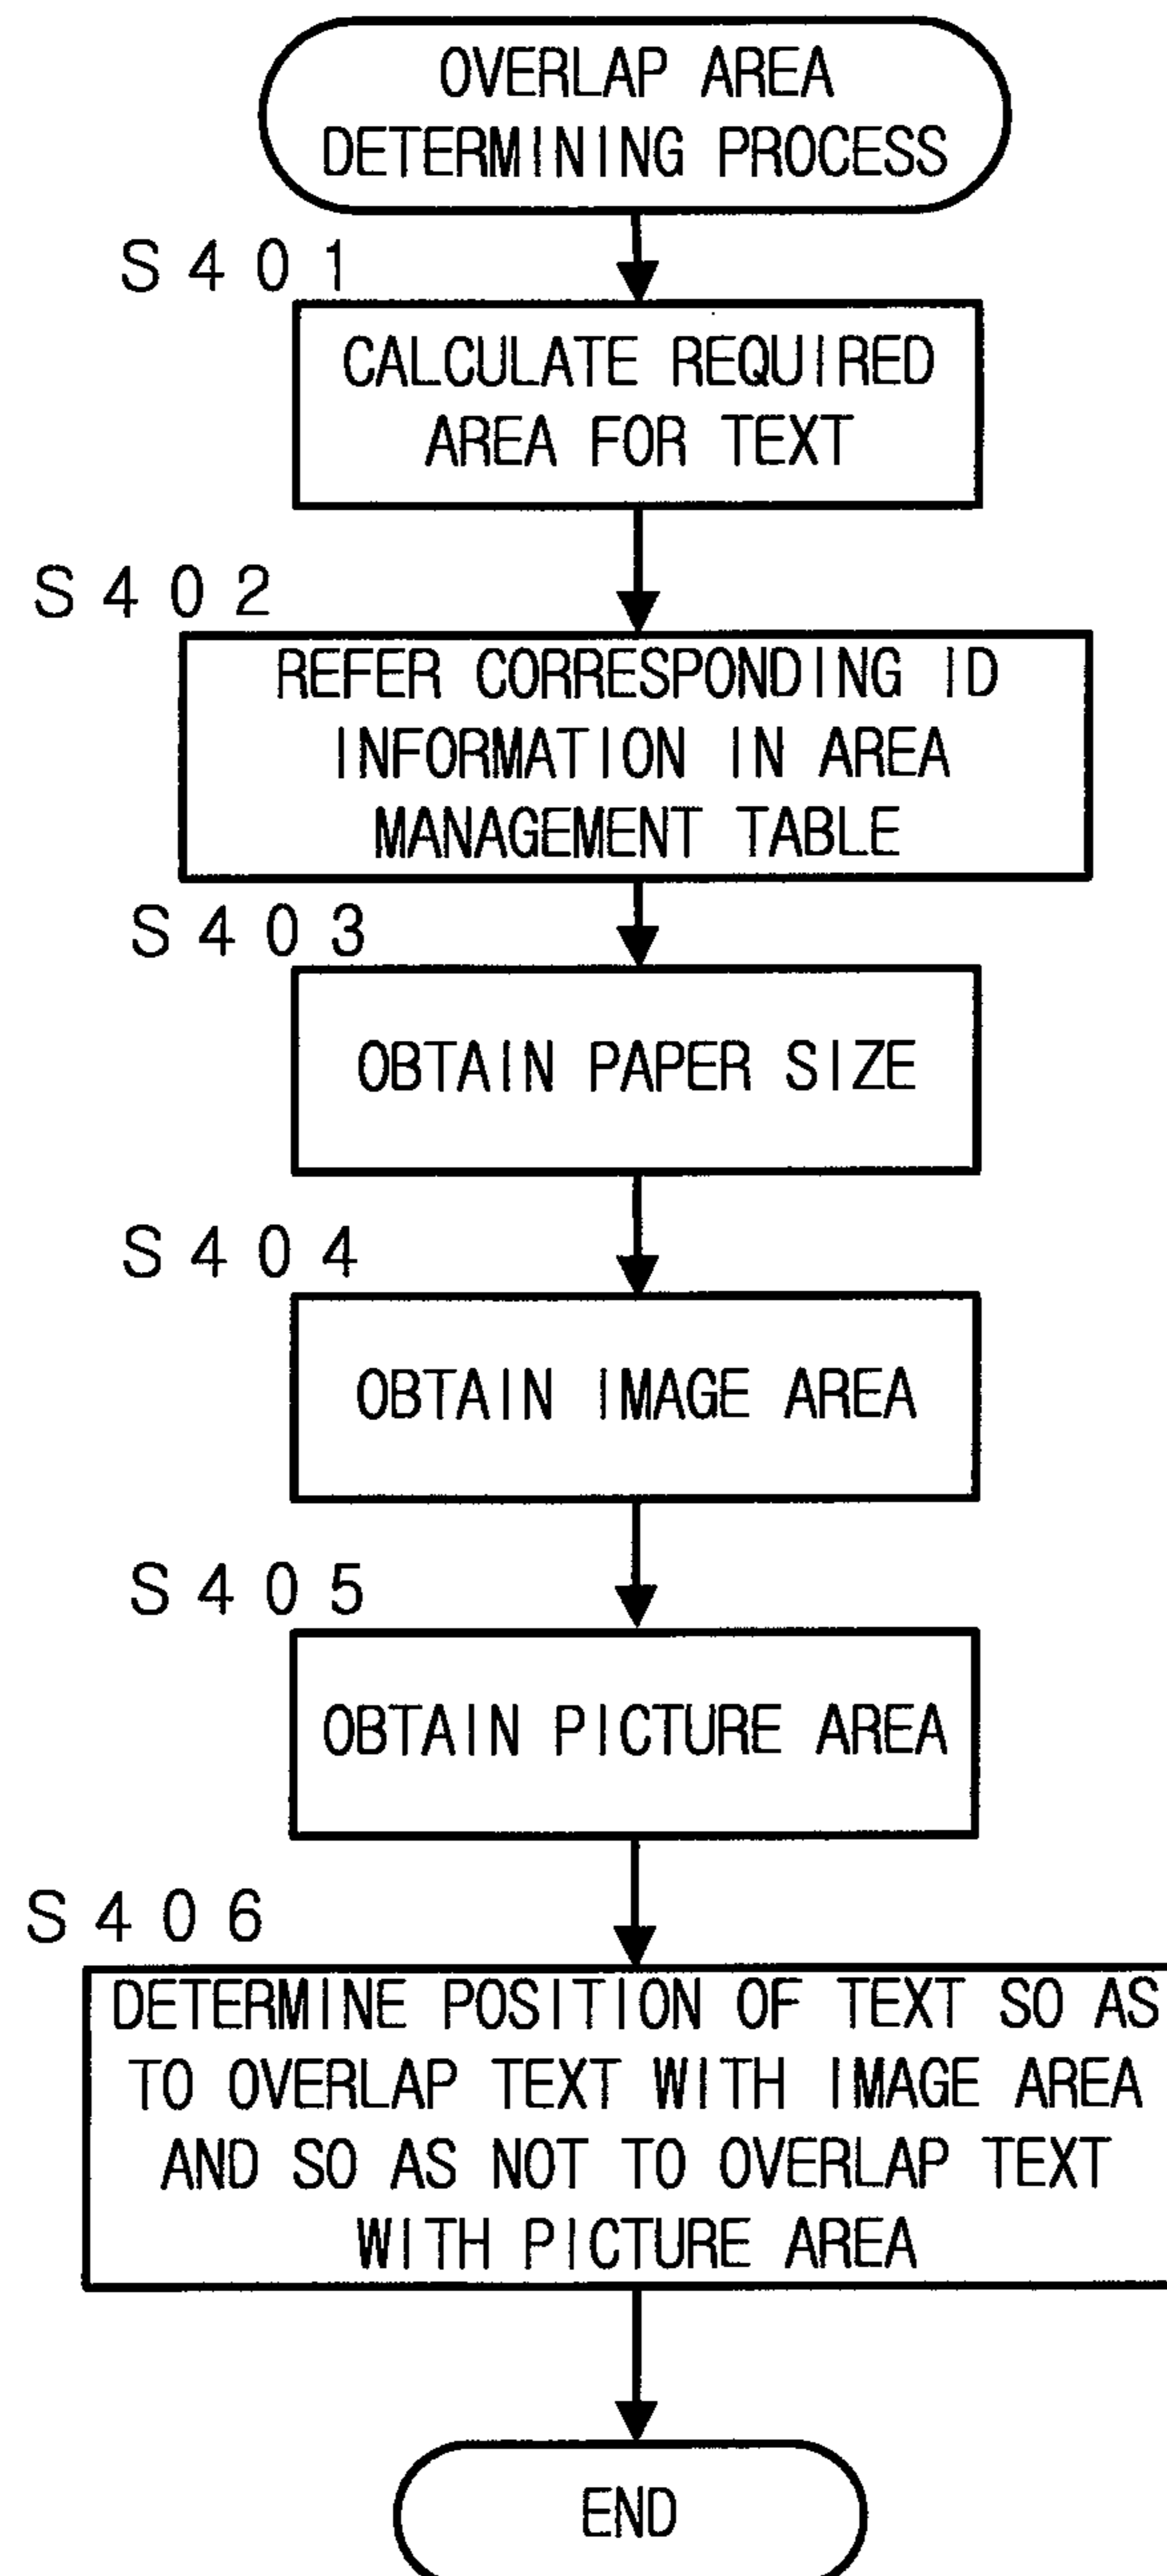 OVERLAP AREA
DETERMINING PROCESS
S401
CALCULATE REQUIRED
AREA FOR TEXT
S402
REFER CORRESPONDING ID
INFORMATION IN AREA
MANAGEMENT TABLE
S403
OBTAIN PAPER SIZE
S404
OBTAIN IMAGE AREA
S405
OBTAIN PICTURE AREA
S406
DETERMINE POSITION OF TEXT SO AS
TO OVERLAP TEXT WITH IMAGE AREA
AND SO AS NOT TO OVERLAP TEXT
WITH PICTURE AREA
END